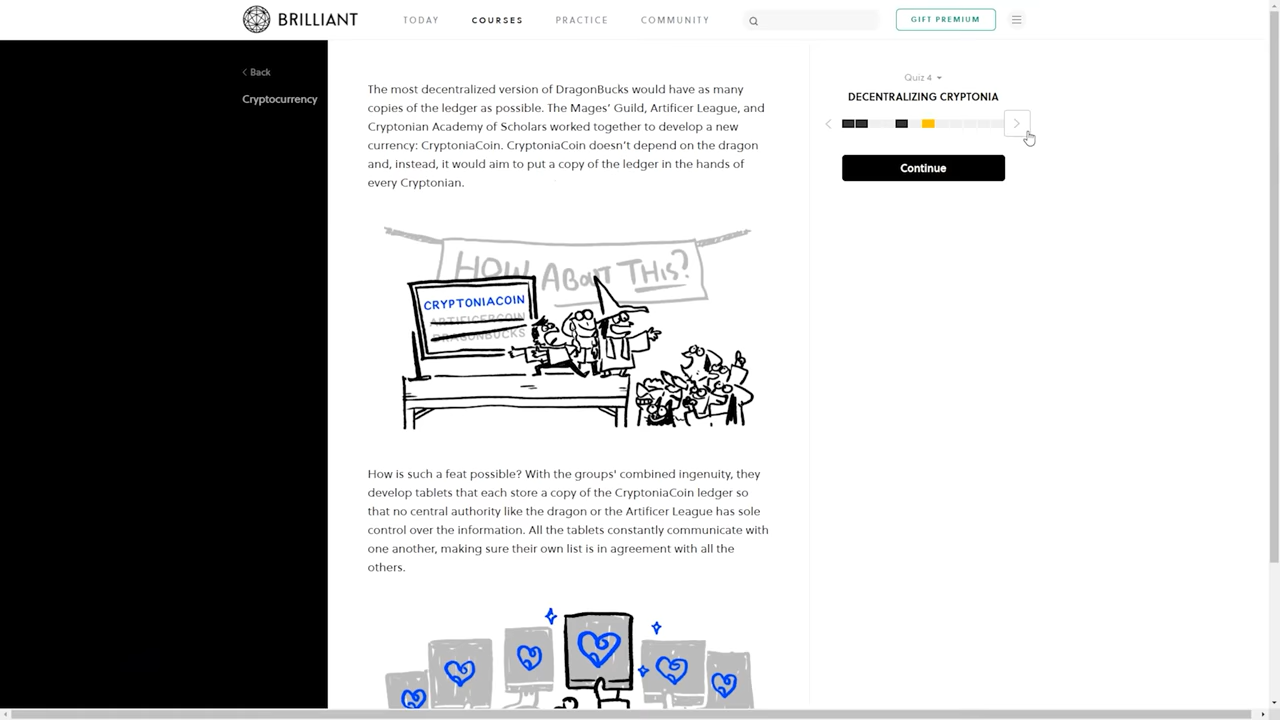 BRILLIANT
TODAY
COURSES
PRACTICE
COMMUNITY
GIFT PREMIUM
Back
Cryptocurrency
The most decentralized version of DragonBucks would have as many
copies of the ledger as possible. The Mages’ Guild, Artificer League, and
Cryptonian Academy of Scholars worked together to develop a new
currency: CryptoniaCoin. CryptoniaCoin doesn’t depend on the dragon
and, instead, it would aim to put a copy of the ledger in the hands of
every Cryptonian.
HOW ABOUT THIS?
CRYPTONIACOIN
ARTIFICERCOIN
DRAGONBUCKS
How is such a feat possible? With the groups' combined ingenuity, they
develop tablets that each store a copy of the CryptoniaCoin ledger so
that no central authority like the dragon or the Artificer League has sole
control over the information. All the tablets constantly communicate with
one another, making sure their own list is in agreement with all the
others.
Quiz 4
DECENTRALIZING CRYPTONIA
Continue